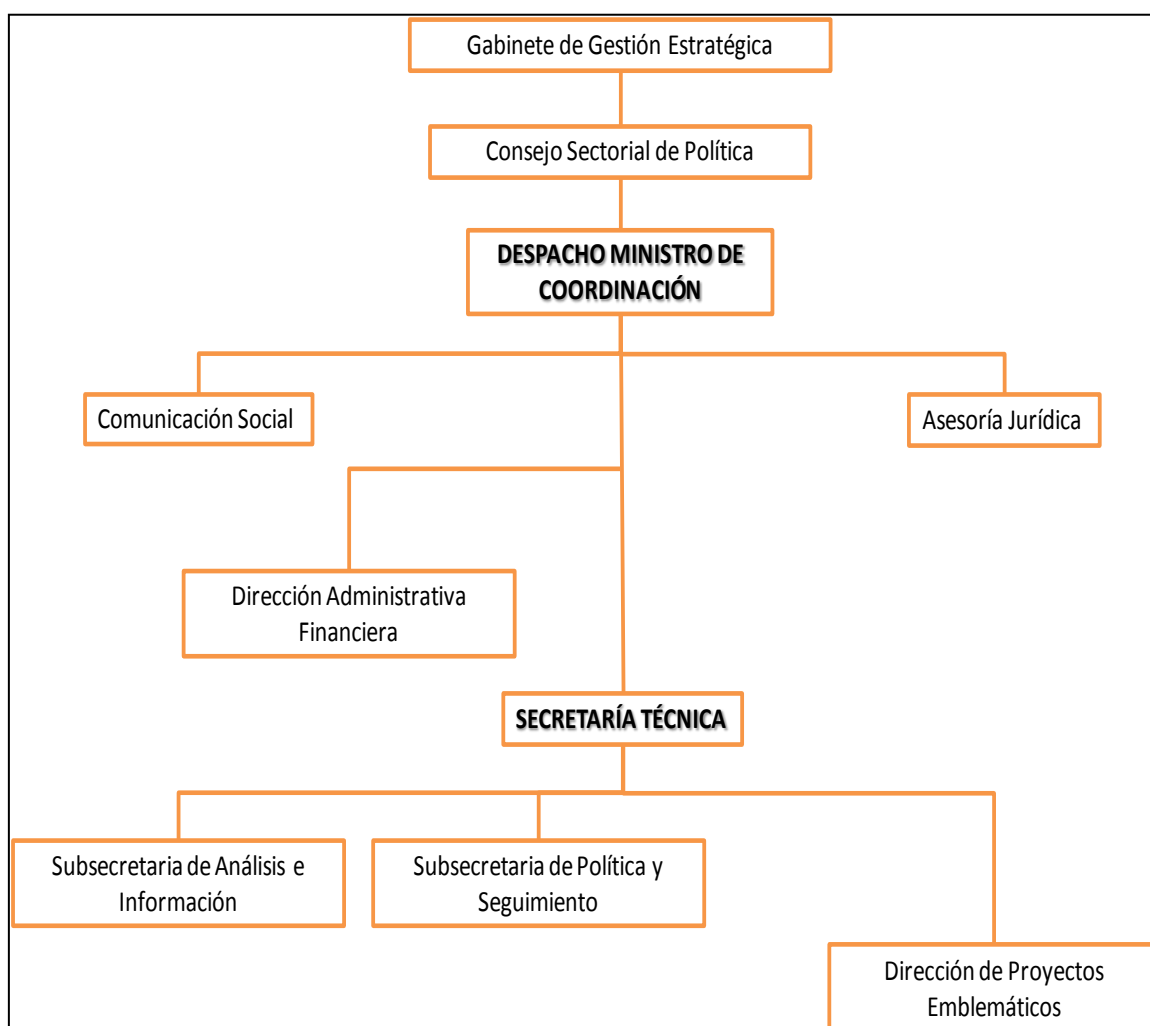 Gabinete de Gestión Estratégica
Consejo Sectorial de Política
DESPACHO MINISTRO DE
COORDINACIÓN
Comunicación Social
Asesoría Jurídica
Dirección Administrativa
Financiera
SECRETARÍA TÉCNICA
Subsecretaria de Análisis e
Información
Subsecretaria de Política y
Seguimiento
Dirección de Proyectos
Emblemáticos